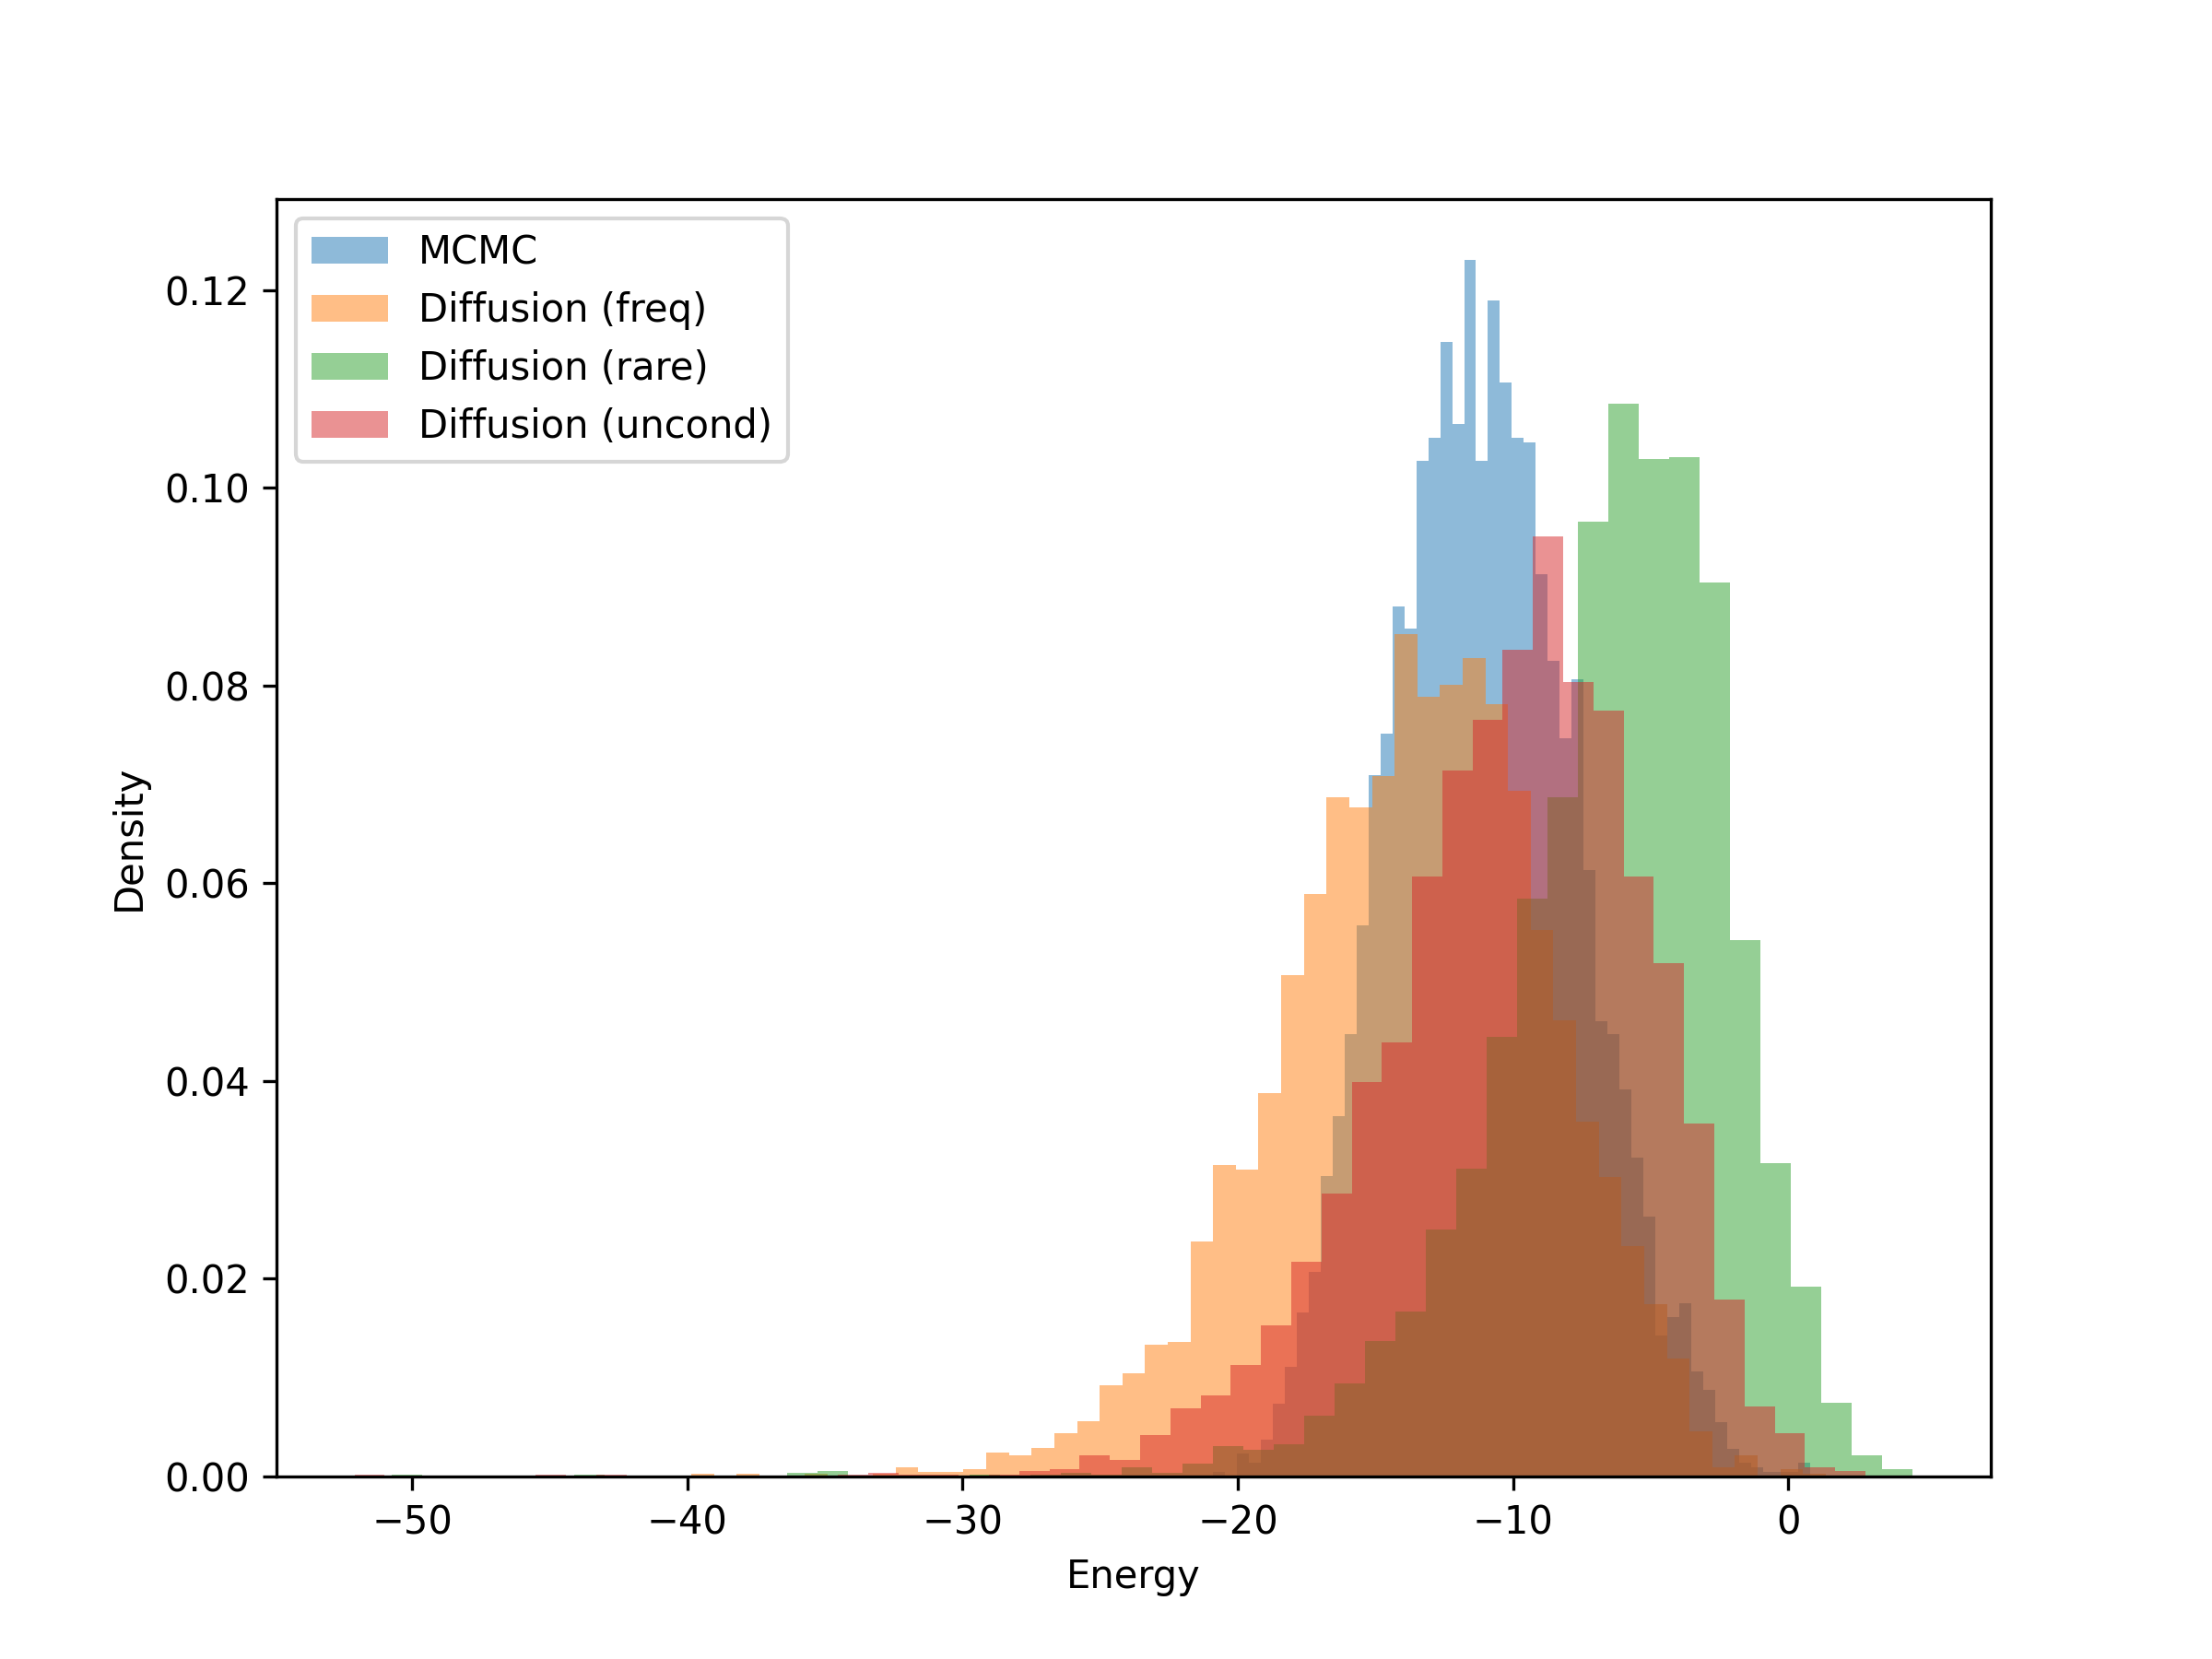 MCMC
Diffusion (freq)
Diffusion (rare)
Diffusion (uncond)
0.12
0.10
0.08
0.06
0.04
0.02
0.00
Density
−50 −40 −30 −20 −10 0
Energy